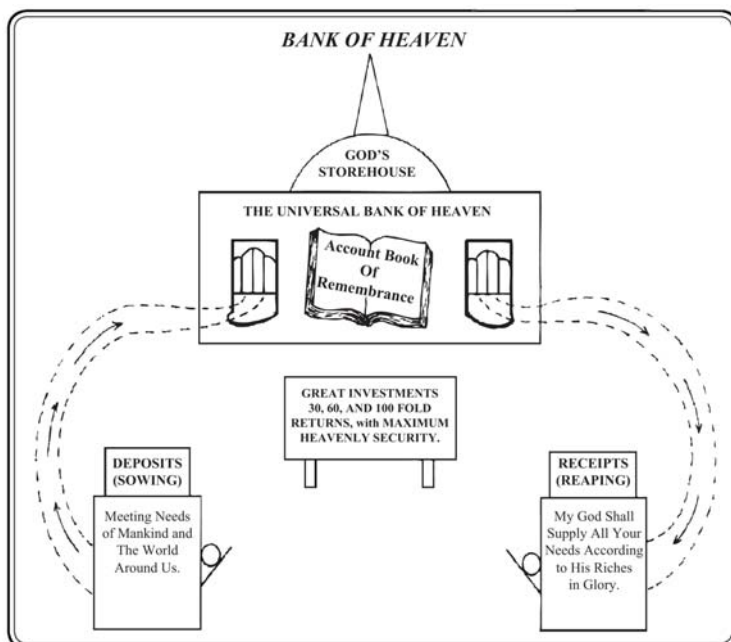 BANK OF HEAVEN
GOD'S
STOREHOUSE
THE UNIVERSAL BANK OF HEAVEN
Account Book
Of
Remembrance
GREAT INVESTMENTS
30, 60, AND 100 FOLD
RETURNS, with MAXIMUM
HEAVENLY SECURITY.
DEPOSITS
(SOWING)
Meeting Needs
of Mankind and
The World
Around Us.
RECEIPTS
(REAPING)
My God Shall
Supply All Your
Needs According
to His Riches
in Glory.